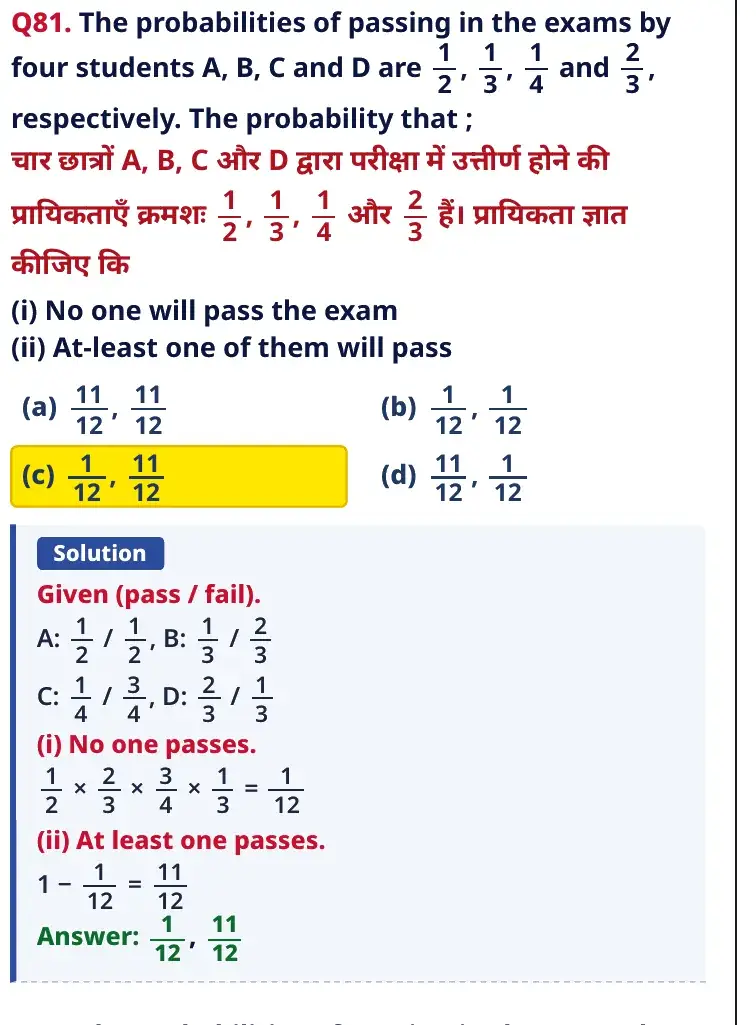 Q81. The probabilities of passing in the exams by
four students A, B, C and D are 1/2, 1/3, 1/4 and 2/3,
respectively. The probability that ;
चार छात्रों A, B, C और D द्वारा परीक्षा में उत्तीर्ण होने की
प्रायिकताएँ क्रमशः 1/2, 1/3, 1/4 और 2/3 हैं। प्रायिकता ज्ञात
कीजिए कि
(i) No one will pass the exam
(ii) At-least one of them will pass
(a) 11/12, 11/12 (b) 1/12, 1/12
(c) 1/12, 11/12 (d) 11/12, 1/12
Solution
Given (pass / fail).
A: 1/2 / 1/2, B: 1/3 / 2/3
C: 1/4 / 3/4, D: 2/3 / 1/3
(i) No one passes.
1/2 × 2/3 × 3/4 × 1/3 = 1/12
(ii) At least one passes.
1 − 1/12 = 11/12
Answer: 1/12, 11/12